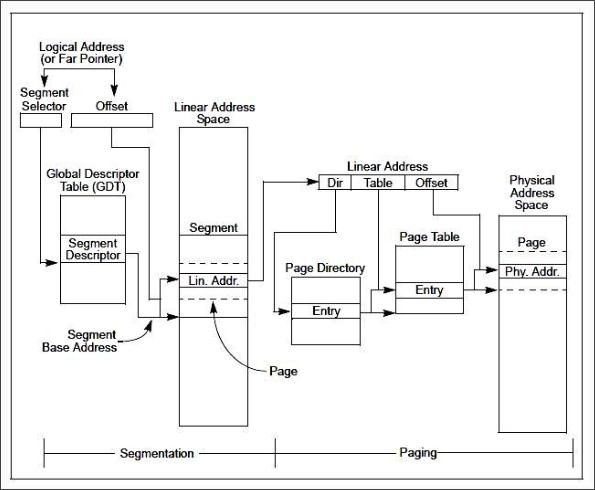 Logical Address
(or Far Pointer)
Segment
Selector
Offset
Linear Address
Space
Global Descriptor
Table (GDT)
Segment
Descriptor
Segment
Base Address
Segment
Lin. Addr.
Page
Linear Address
Dir
Table
Offset
Page Directory
Entry
Page Table
Entry
Physical
Address
Space
Page
Phy. Addr.
Segmentation
Paging